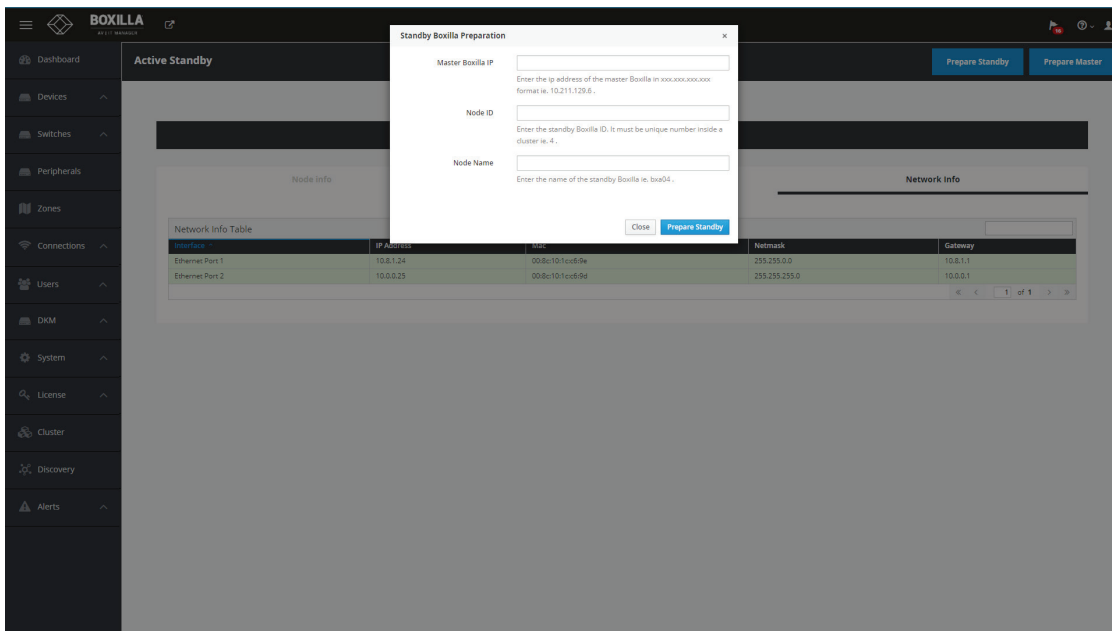 BOXILLA
Standby Boxilla Preparation
×
Master Boxilla IP
Enter the ip address of the master Boxilla in xxx.xxx.xxx.xxx
format ie. 10.211.129.6 .
Node ID
Enter the standby Boxilla ID. It must be unique number inside a
cluster ie. 4 .
Node Name
Enter the name of the standby Boxilla ie. bxa04 .
Close Prepare Standby
Dashboard
Devices
Switches
Peripherals
Zones
Connections
Users
DKM
System
License
Cluster
Discovery
Alerts
Active Standby
Prepare Standby Prepare Master
Node Info Network Info
Network Info Table
Interface IP Address Mac Netmask Gateway
Ethernet Port 1 10.8.1.24 00:8c:10:1c:c6:9e 255.255.0.0 10.8.1.1
Ethernet Port 2 10.0.0.25 00:8c:10:1c:c6:9d 255.255.255.0 10.0.0.1
« < 1 of 1 > »